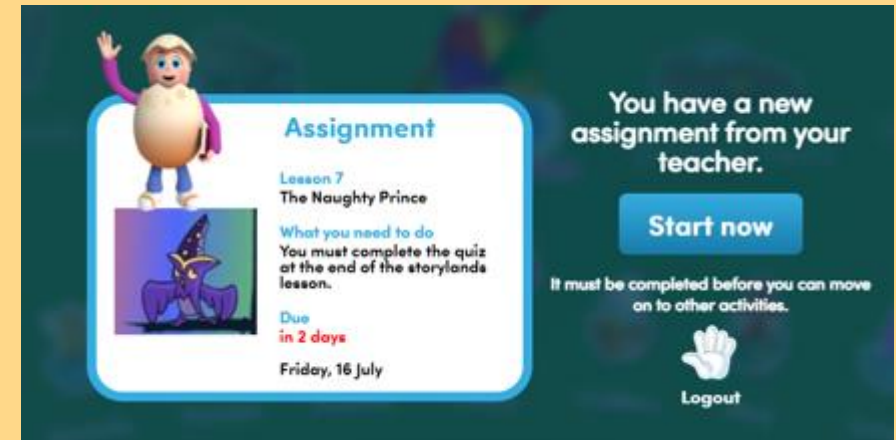 Assignment
Lesson 7
The Naughty Prince
What you need to do
You must complete the quiz
at the end of the storylands
lesson.
Due
in 2 days
Friday, 16 July
You have a new
assignment from your
teacher.
Start now
It must be completed before you can move
on to other activities.
Logout